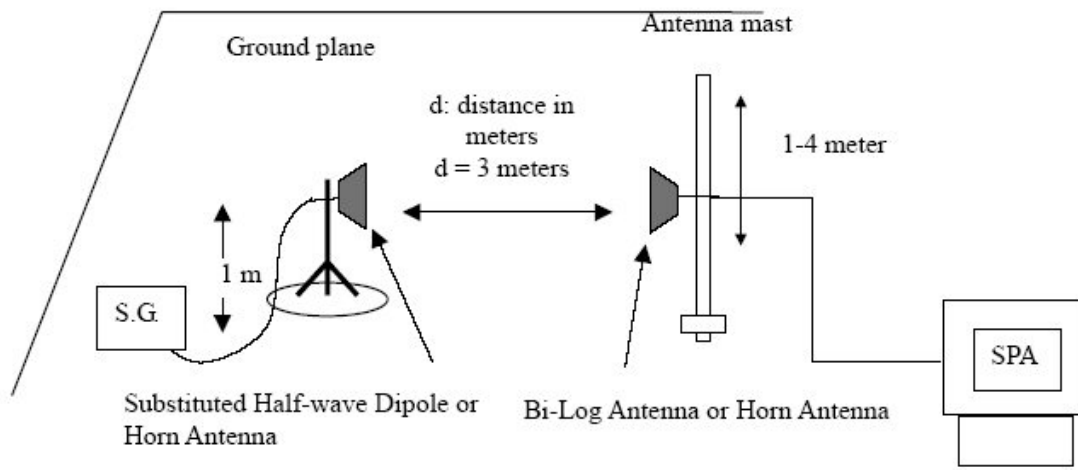 Ground plane
Antenna mast
d: distance in
meters
d = 3 meters
1-4 meter
1 m
S.G.
SPA
Substituted Half-wave Dipole or
Horn Antenna
Bi-Log Antenna or Horn Antenna